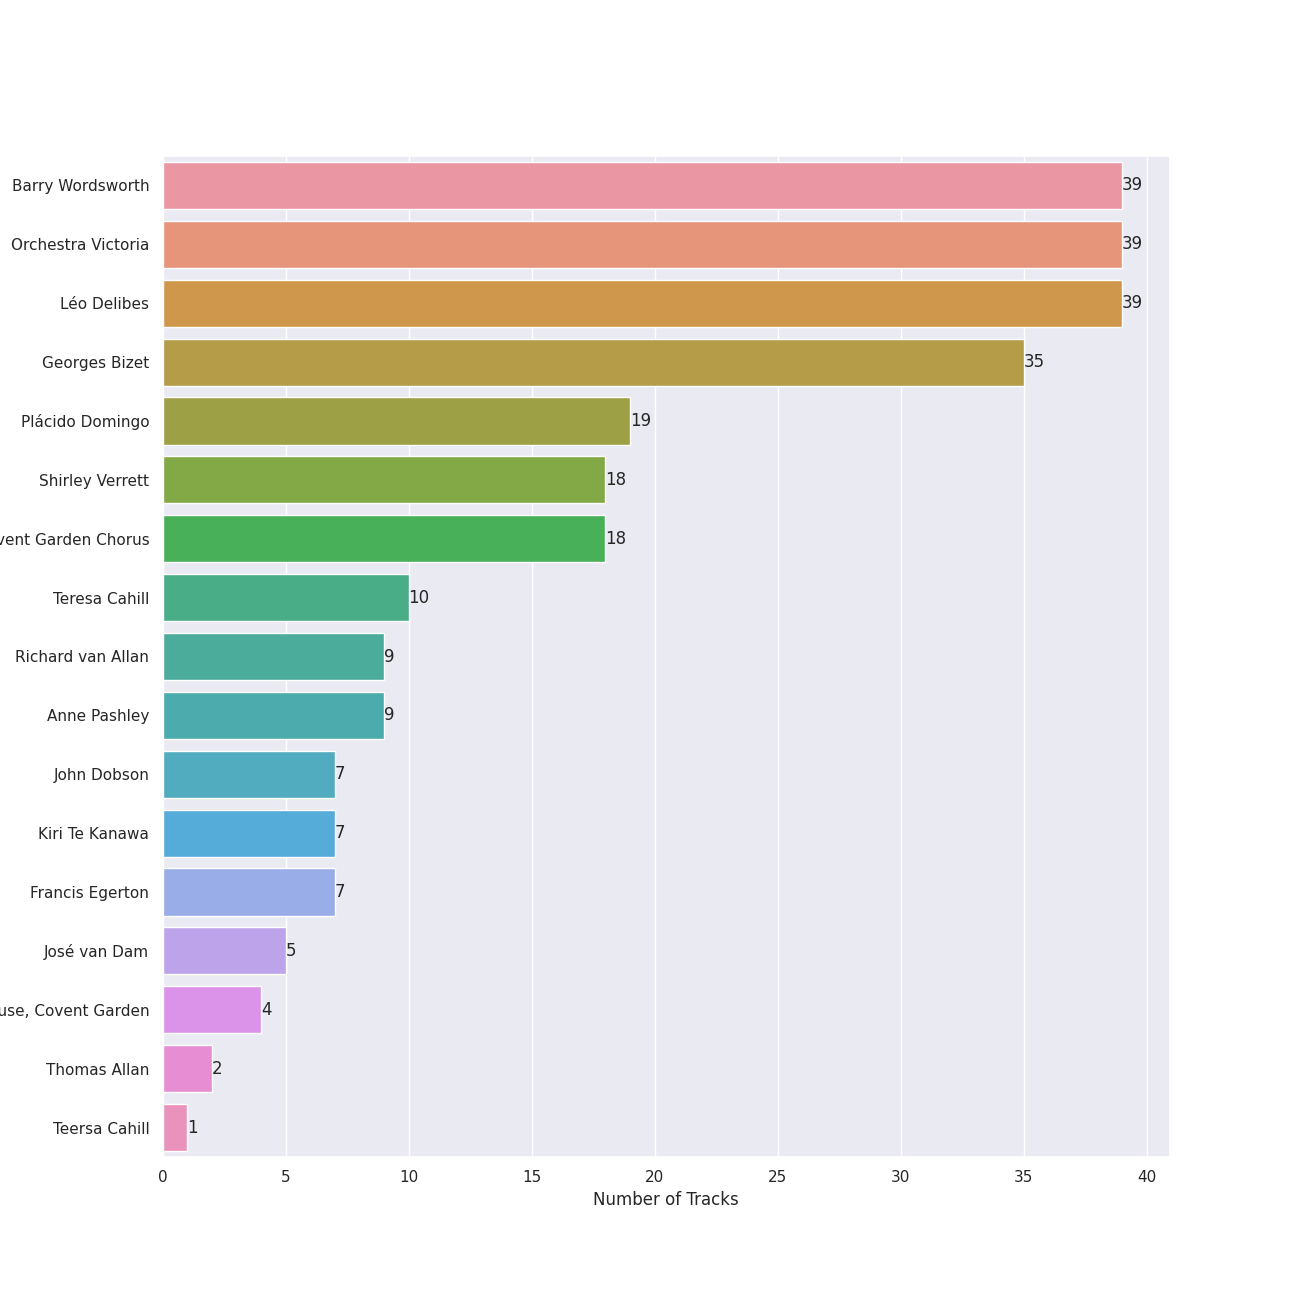 Barry Wordsworth 39
Orchestra Victoria 39
Léo Delibes 39
Georges Bizet 35
Plácido Domingo 19
Shirley Verrett 18
Garden Chorus 18
Teresa Cahill 10
Richard van Allan 9
Anne Pashley 9
John Dobson 7
Kiri Te Kanawa 7
Francis Egerton 7
José van Dam 5
Covent Garden 4
Thomas Allan 2
Teersa Cahill 1
0 5 10 15 20 25 30 35 40
Number of Tracks